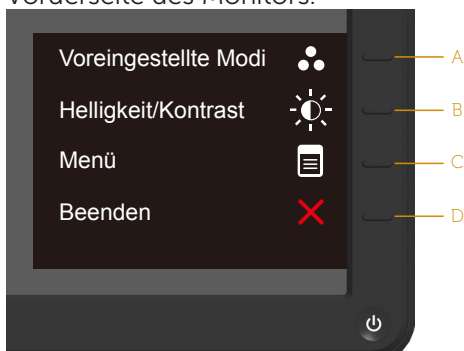 Vorderseite des Monitors.
Voreingestellte Modi A
Helligkeit/Kontrast B
Menü C
Beenden D